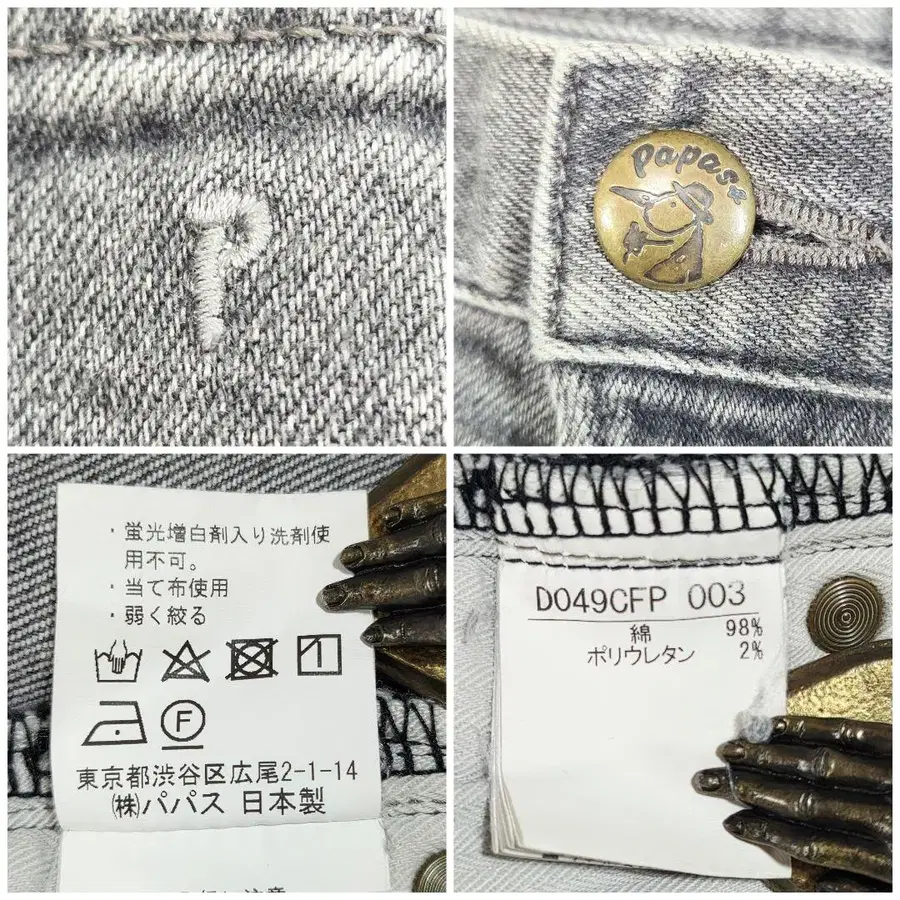 P
papas
・蛍光増白剤入り洗剤使
用不可。
・当て布使用
・弱く絞る
F
東京都渋谷区広尾2-1-14
㈱パパス 日本製
D049CFP 003
綿 98%
ポリウレタン 2%